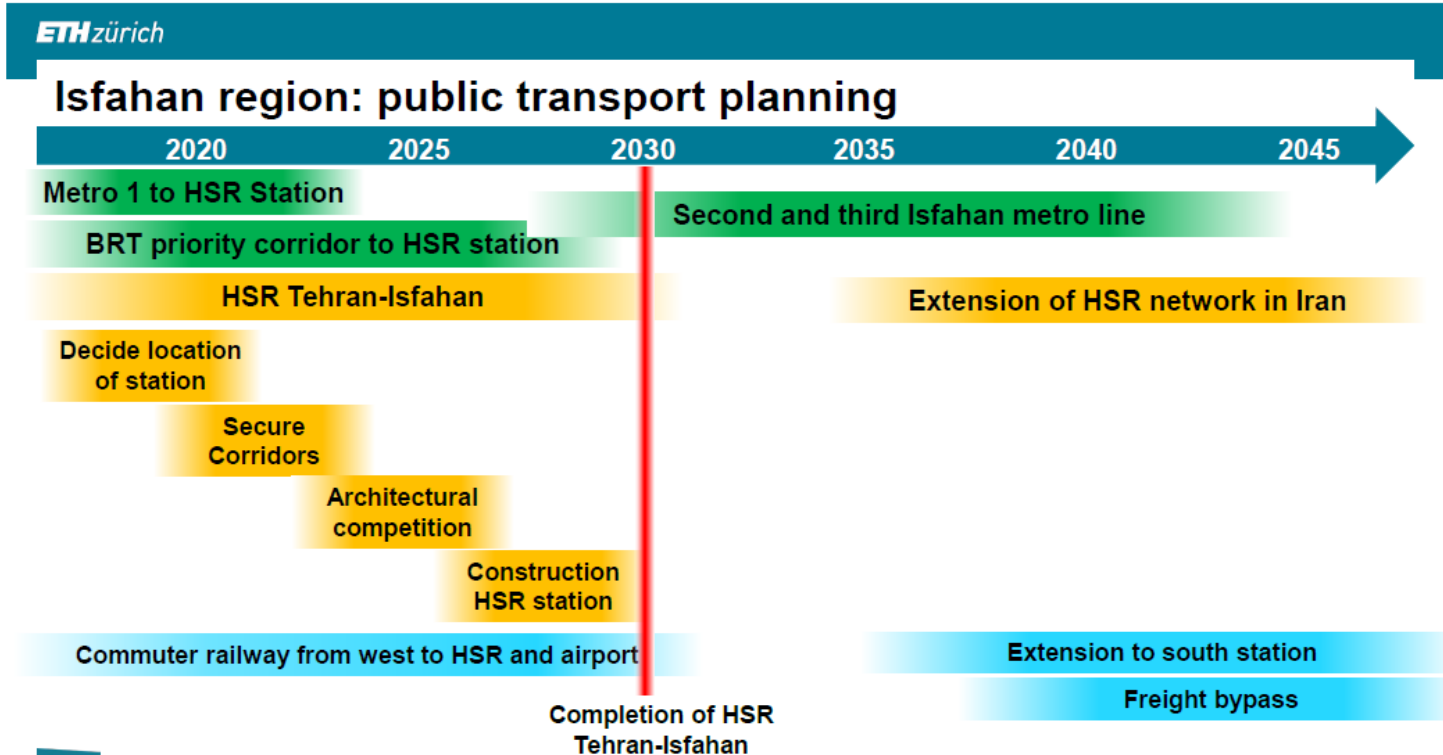 ETH zürich
Isfahan region: public transport planning
2020 2025 2030 2035 2040 2045
Metro 1 to HSR Station
Second and third Isfahan metro line
BRT priority corridor to HSR station
HSR Tehran-Isfahan
Extension of HSR network in Iran
Decide location
of station
Secure
Corridors
Architectural
competition
Construction
HSR station
Commuter railway from west to HSR and airport
Extension to south station
Freight bypass
Completion of HSR
Tehran-Isfahan